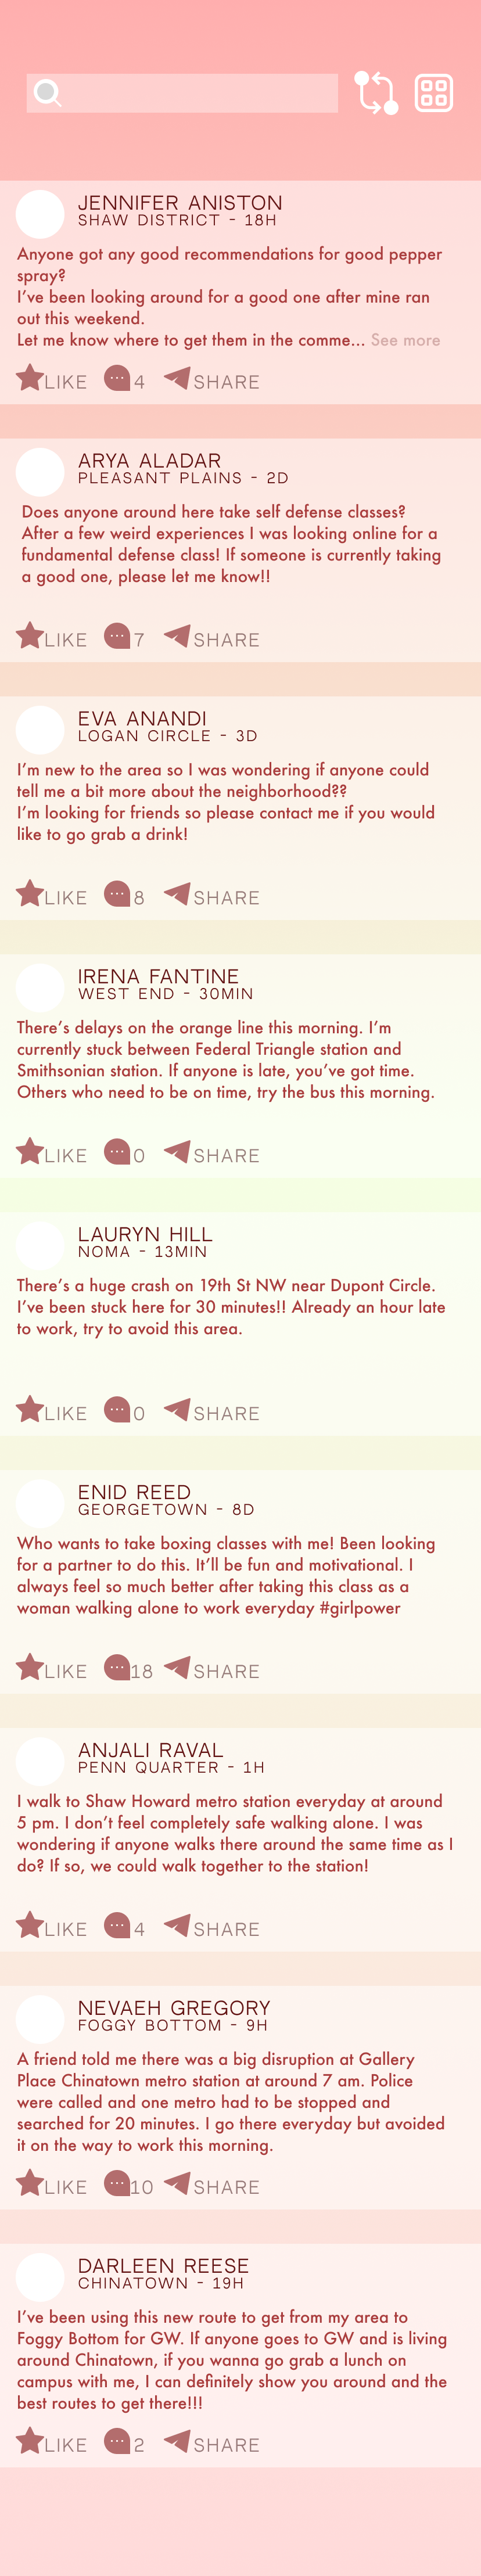 JENNIFER ANISTON
SHAW DISTRICT - 18H
Anyone got any good recommendations for good pepper
spray?
I've been looking around for a good one after mine ran
out this weekend.
Let me know where to get them in the comme... See more
LIKE 4 SHARE
ARYA ALADAR
PLEASANT PLAINS - 2D
Does anyone around here take self defense classes?
After a few weird experiences I was looking online for a
fundamental defense class! If someone is currently taking
a good one, please let me know!!
LIKE 7 SHARE
EVA ANANDI
LOGAN CIRCLE - 3D
I'm new to the area so I was wondering if anyone could
tell me a bit more about the neighborhood??
I'm looking for friends so please contact me if you would
like to go grab a drink!
LIKE 8 SHARE
IRENA FANTINE
WEST END - 30MIN
There's delays on the orange line this morning. I'm
currently stuck between Federal Triangle station and
Smithsonian station. If anyone is late, you've got time.
Others who need to be on time, try the bus this morning.
LIKE 0 SHARE
LAURYN HILL
NOMA - 13MIN
There's a huge crash on 19th St NW near Dupont Circle.
I've been stuck here for 30 minutes!! Already an hour late
to work, try to avoid this area.
LIKE 0 SHARE
ENID REED
GEORGETOWN - 8D
Who wants to take boxing classes with me! Been looking
for a partner to do this. It'll be fun and motivational. I
always feel so much better after taking this class as a
woman walking alone to work everyday #girlpower
LIKE 18 SHARE
ANJALI RAVAL
PENN QUARTER - 1H
I walk to Shaw Howard metro station everyday at around
5 pm. I don't feel completely safe walking alone. I was
wondering if anyone walks there around the same time as I
do? If so, we could walk together to the station!
LIKE 4 SHARE
NEVAEH GREGORY
FOGGY BOTTOM - 9H
A friend told me there was a big disruption at Gallery
Place Chinatown metro station at around 7 am. Police
were called and one metro had to be stopped and
searched for 20 minutes. I go there everyday but avoided
it on the way to work this morning.
LIKE 10 SHARE
DARLEEN REESE
CHINATOWN - 19H
I've been using this new route to get from my area to
Foggy Bottom for GW. If anyone goes to GW and is living
around Chinatown, if you wanna go grab a lunch on
campus with me, I can definitely show you around and the
best routes to get there!!!
LIKE 2 SHARE